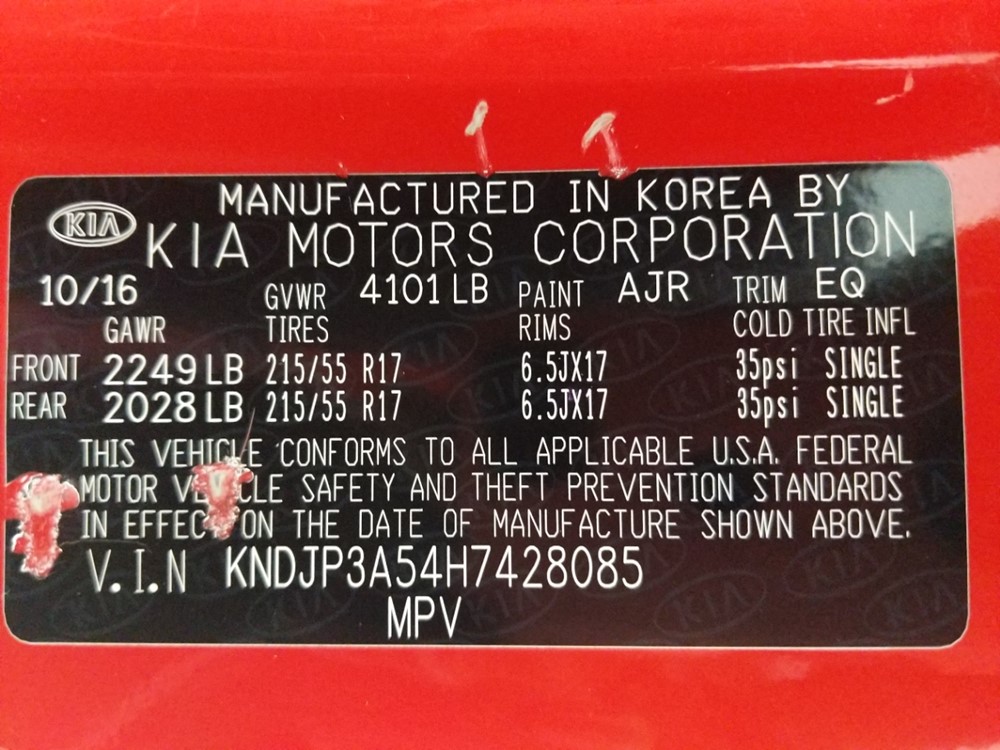 MANUFACTURED IN KOREA BY
KIA KIA MOTORS CORPORATION
10/16 GVWR 4101 LB PAINT AJR TRIM EQ
GAWR TIRES RIMS COLD TIRE INFL
FRONT 2249 LB 215/55 R17 6.5JX17 35psi SINGLE
REAR 2028 LB 215/55 R17 6.5JX17 35psi SINGLE
THIS VEHICLE CONFORMS TO ALL APPLICABLE U.S.A. FEDERAL
MOTOR VEHICLE SAFETY AND THEFT PREVENTION STANDARDS
IN EFFECT ON THE DATE OF MANUFACTURE SHOWN ABOVE.
V.I.N KNDJP3A54H7428085
MPV